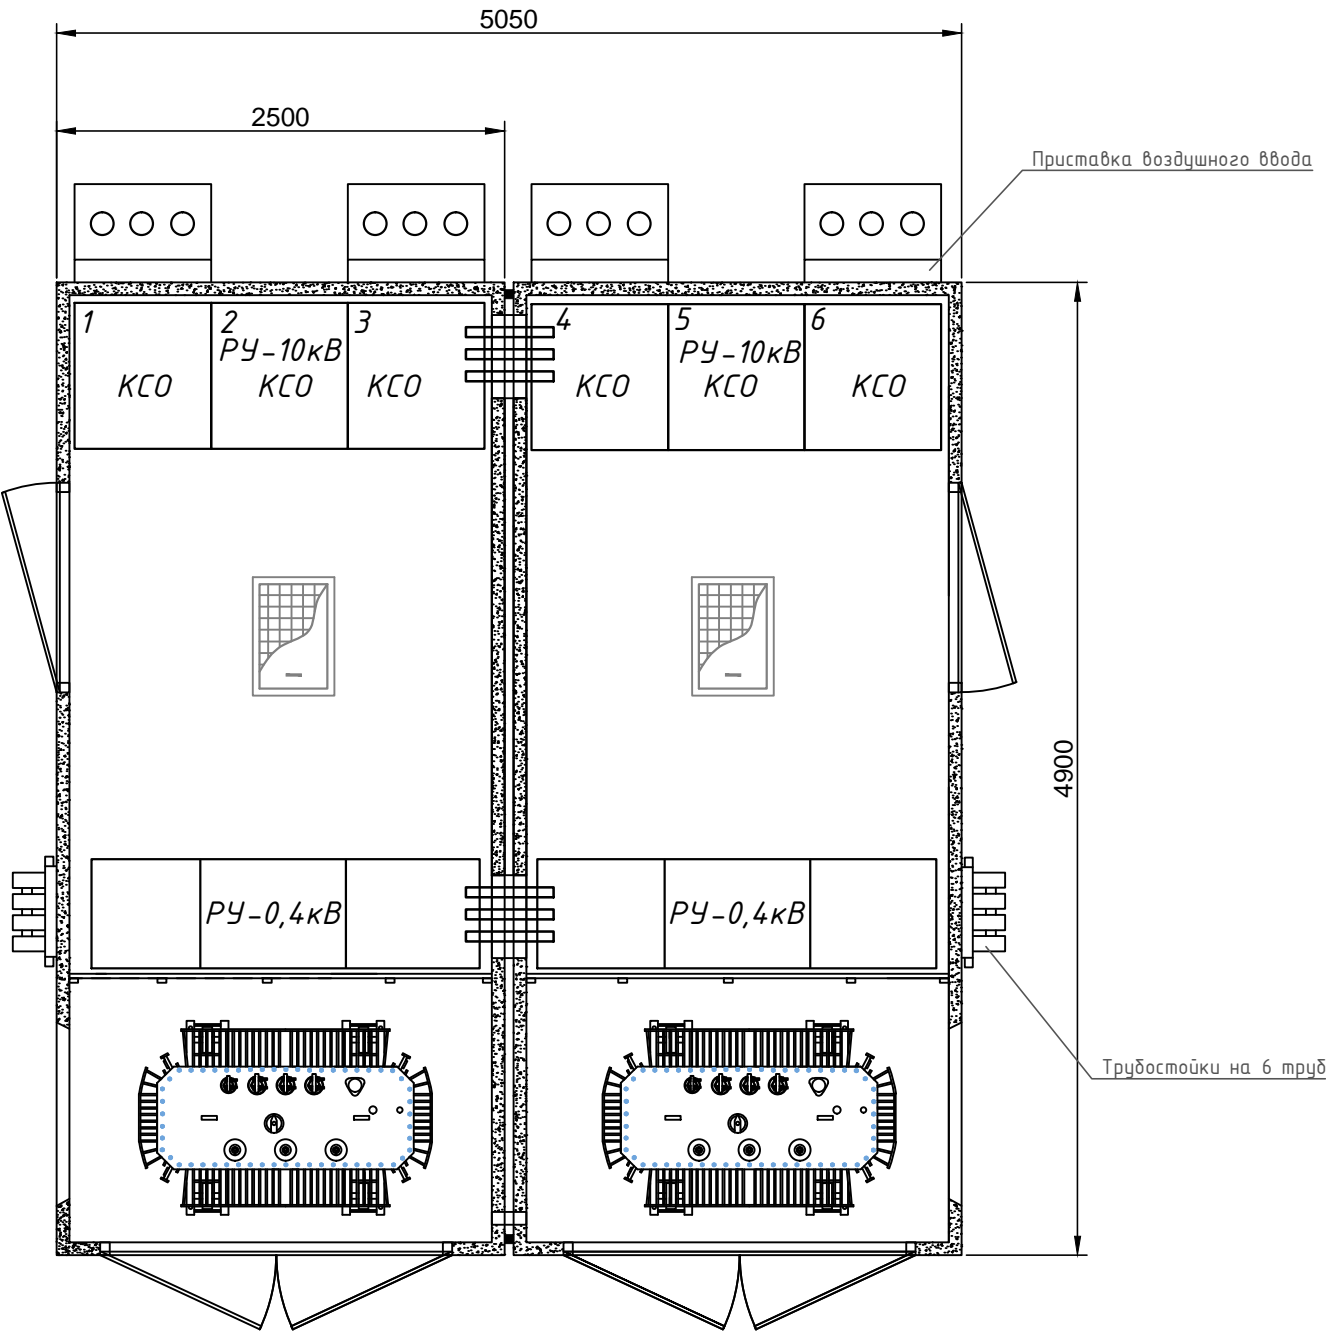 5050
2500
Приставка воздушного ввода
1
2
3
4
5
6
РУ-10кВ
РУ-10кВ
КСО
КСО
КСО
КСО
КСО
КСО
4900
РУ-0,4кВ
РУ-0,4кВ
Трубостойки на 6 труб